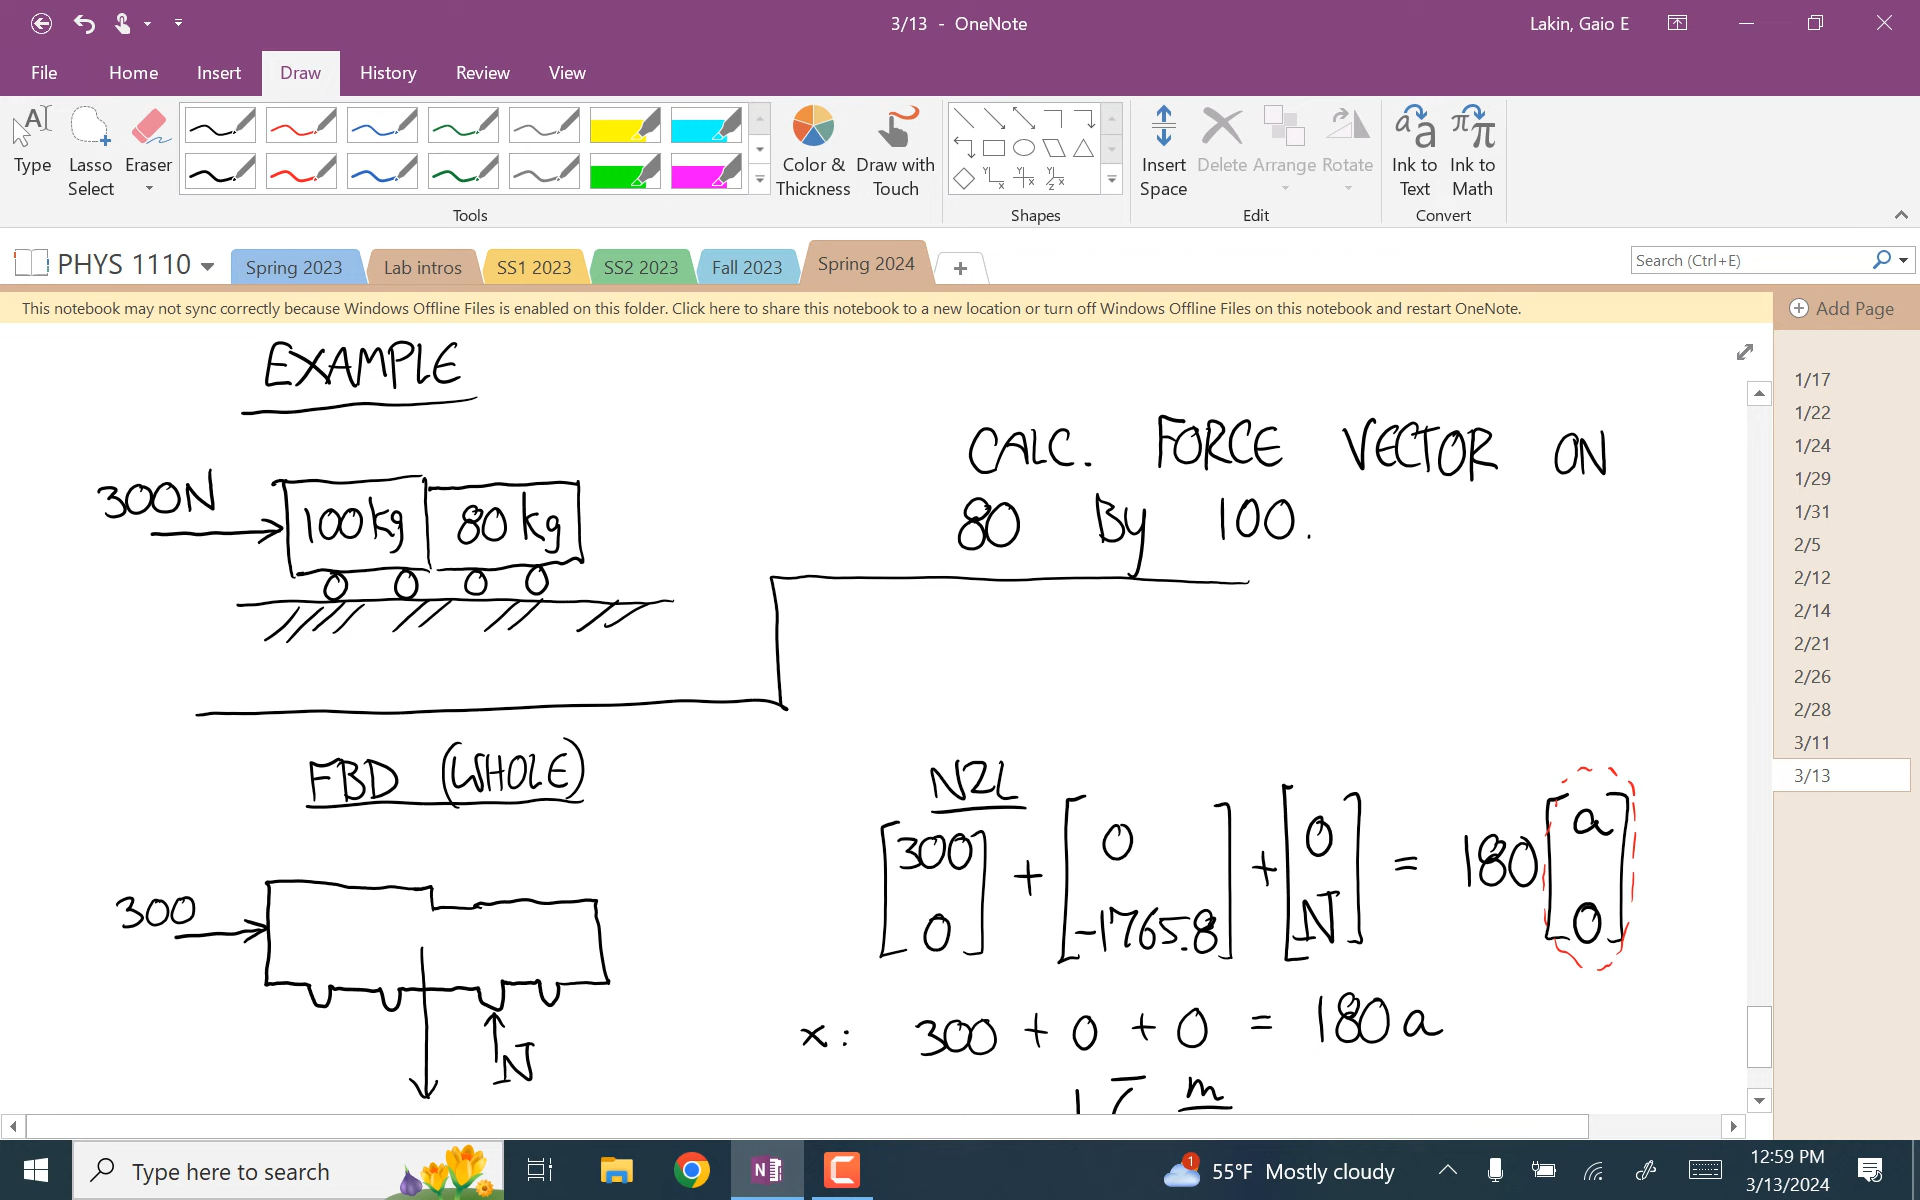 3/13 - OneNote
Lakin, Gaio E
File Home Insert Draw History Review View
Type
Lasso Select
Eraser
Color & Thickness
Draw with Touch
Insert Space
Delete
Arrange
Rotate
Ink to Text
Ink to Math
Tools
Shapes
Edit
Convert
PHYS 1110
Spring 2023
Lab intros
SS1 2023
SS2 2023
Fall 2023
Spring 2024
Search (Ctrl+E)
This notebook may not sync correctly because Windows Offline Files is enabled on this folder. Click here to share this notebook to a new location or turn off Windows Offline Files on this notebook and restart OneNote.
Add Page
1/17
1/22
1/24
1/29
1/31
2/5
2/12
2/14
2/21
2/26
2/28
3/11
3/13
EXAMPLE
300N
100kg 80kg
CALC. FORCE VECTOR ON
80 By 100.
FBD (WHOLE)
300
N
N2L
[300 0] + [0 -1765.8] + [0 N] = 180 [a 0]
x: 300 + 0 + 0 = 180a
m
Type here to search
1
55°F Mostly cloudy
12:59 PM
3/13/2024